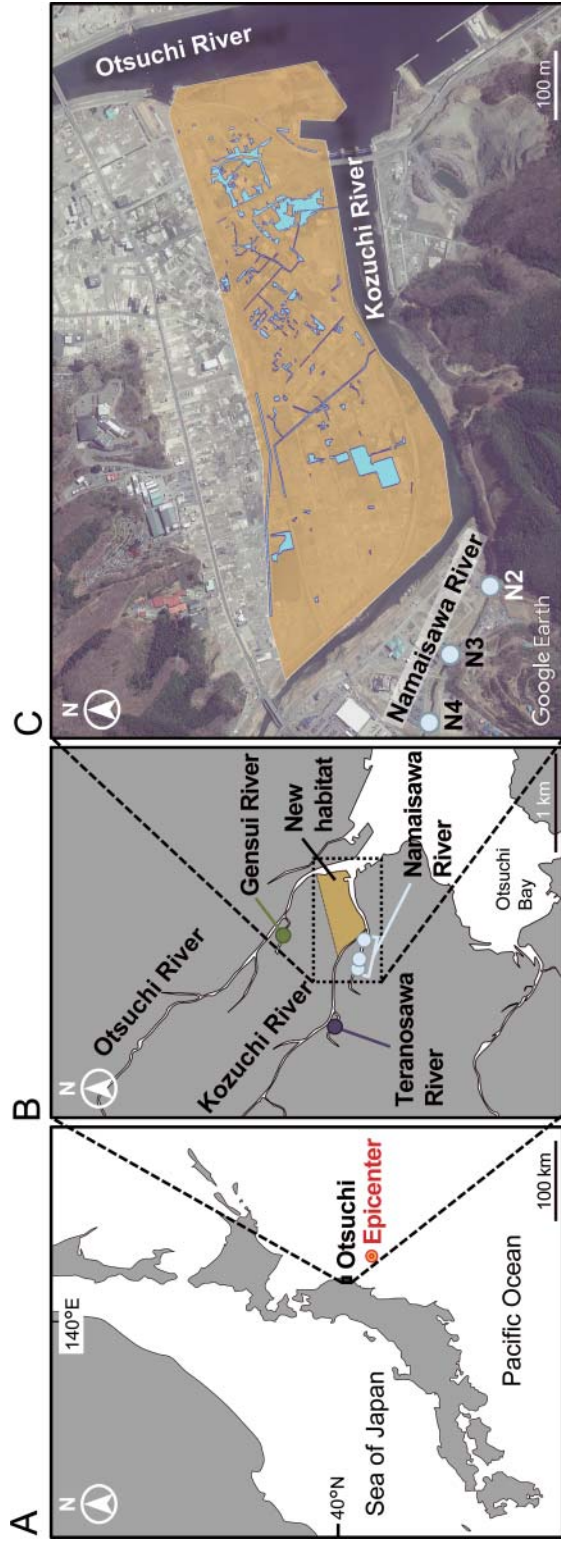 A
N
140°E
40°N
Sea of Japan
Otsuchi
Epicenter
Pacific Ocean
100 km
B
N
Otsuchi River
Gensui River
Kozuchi River
New
habitat
Teranosawa
River
Namaisawa
River
Otsuchi
Bay
1 km
C
N
Otsuchi River
Kozuchi River
Namaisawa River
N4
N3
N2
Google Earth
100 m